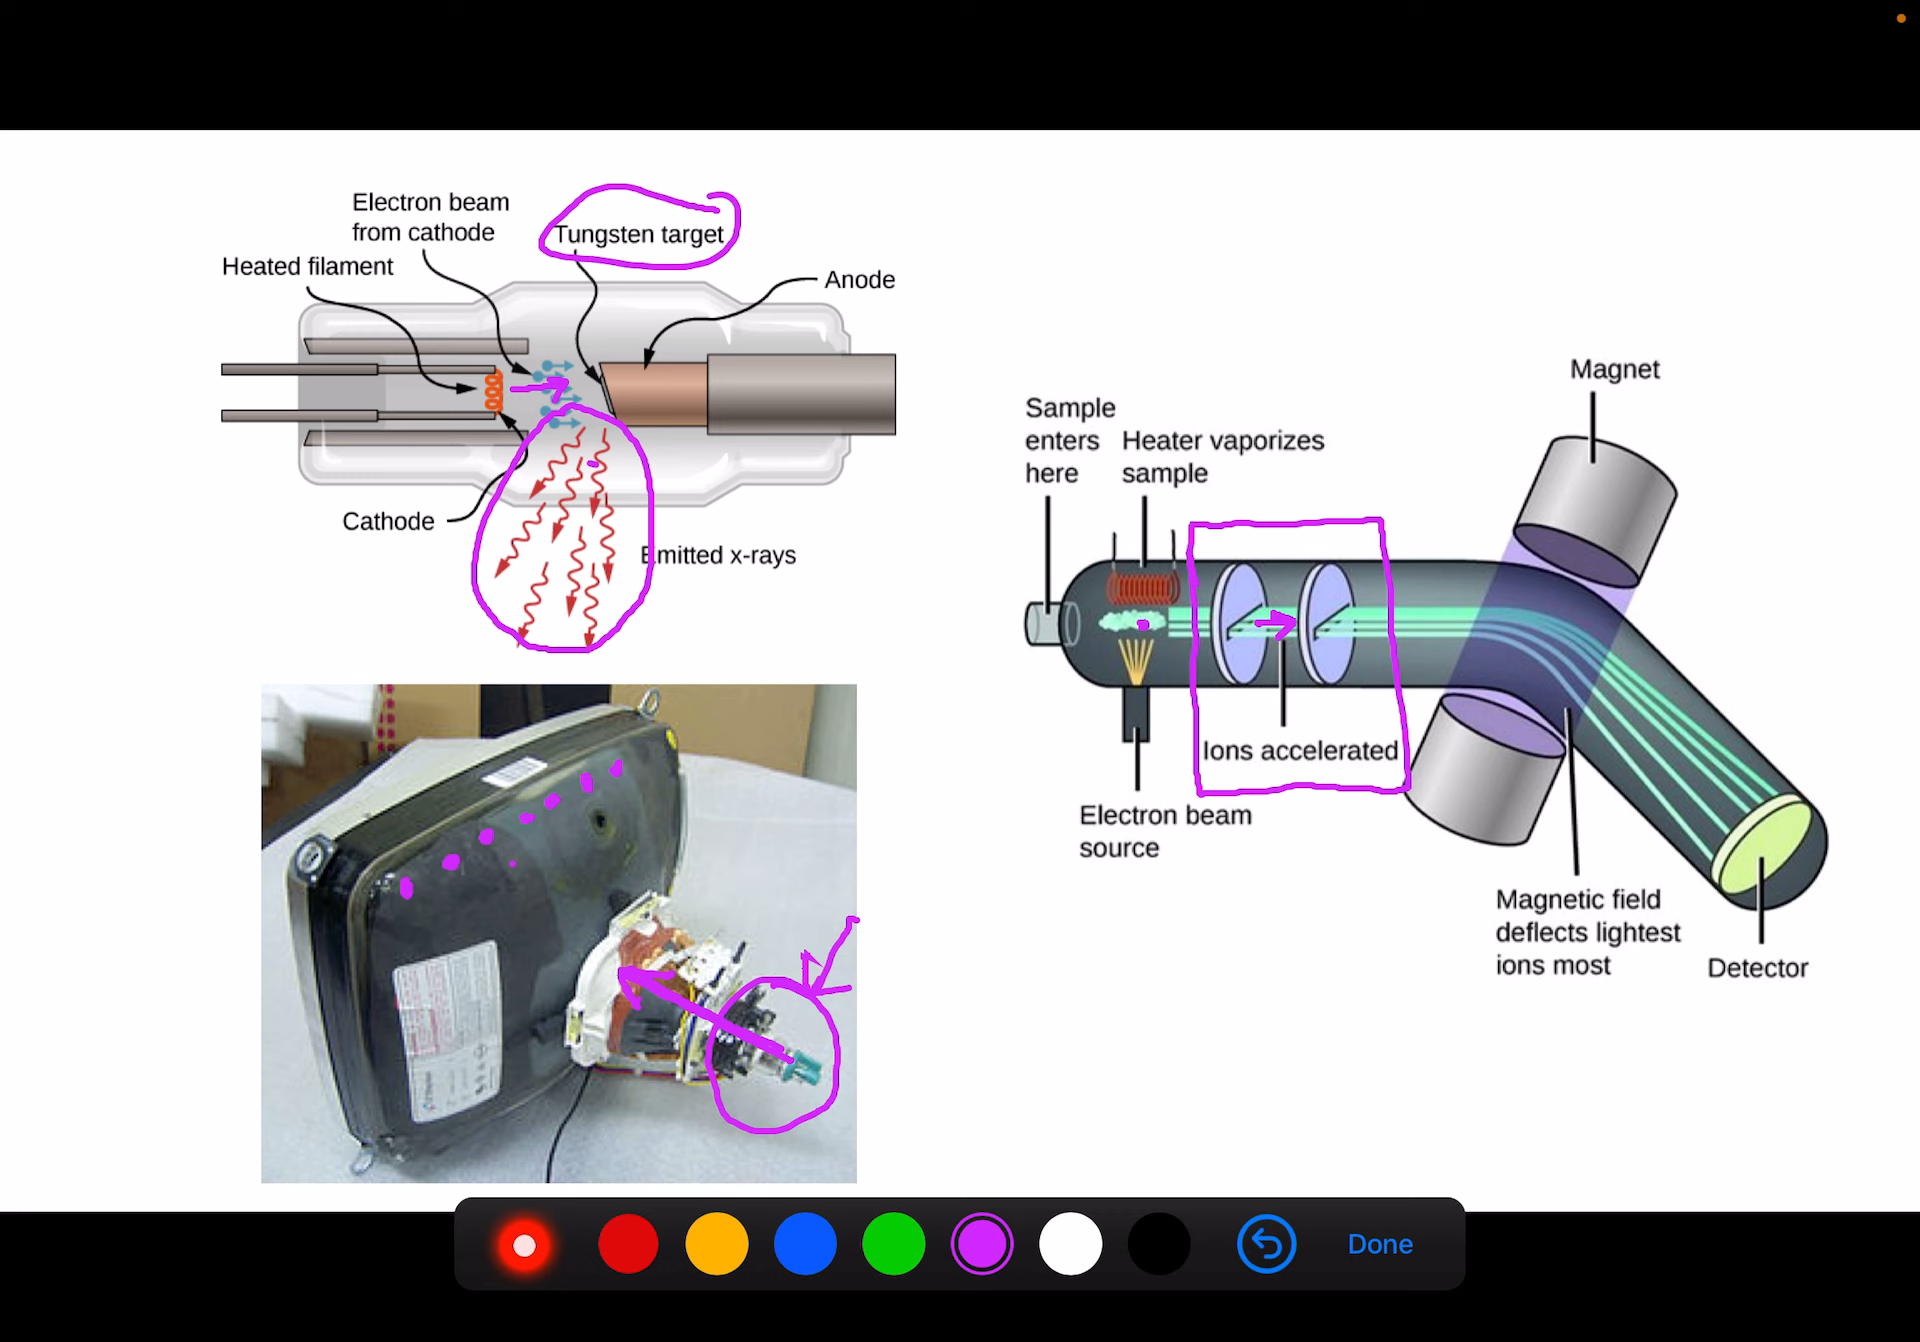 Electron beam
from cathode
Tungsten target
Heated filament
Anode
Cathode
Emitted x-rays
Magnet
Sample
enters
here
Heater vaporizes
sample
Ions accelerated
Electron beam
source
Magnetic field
deflects lightest
ions most
Detector
Done